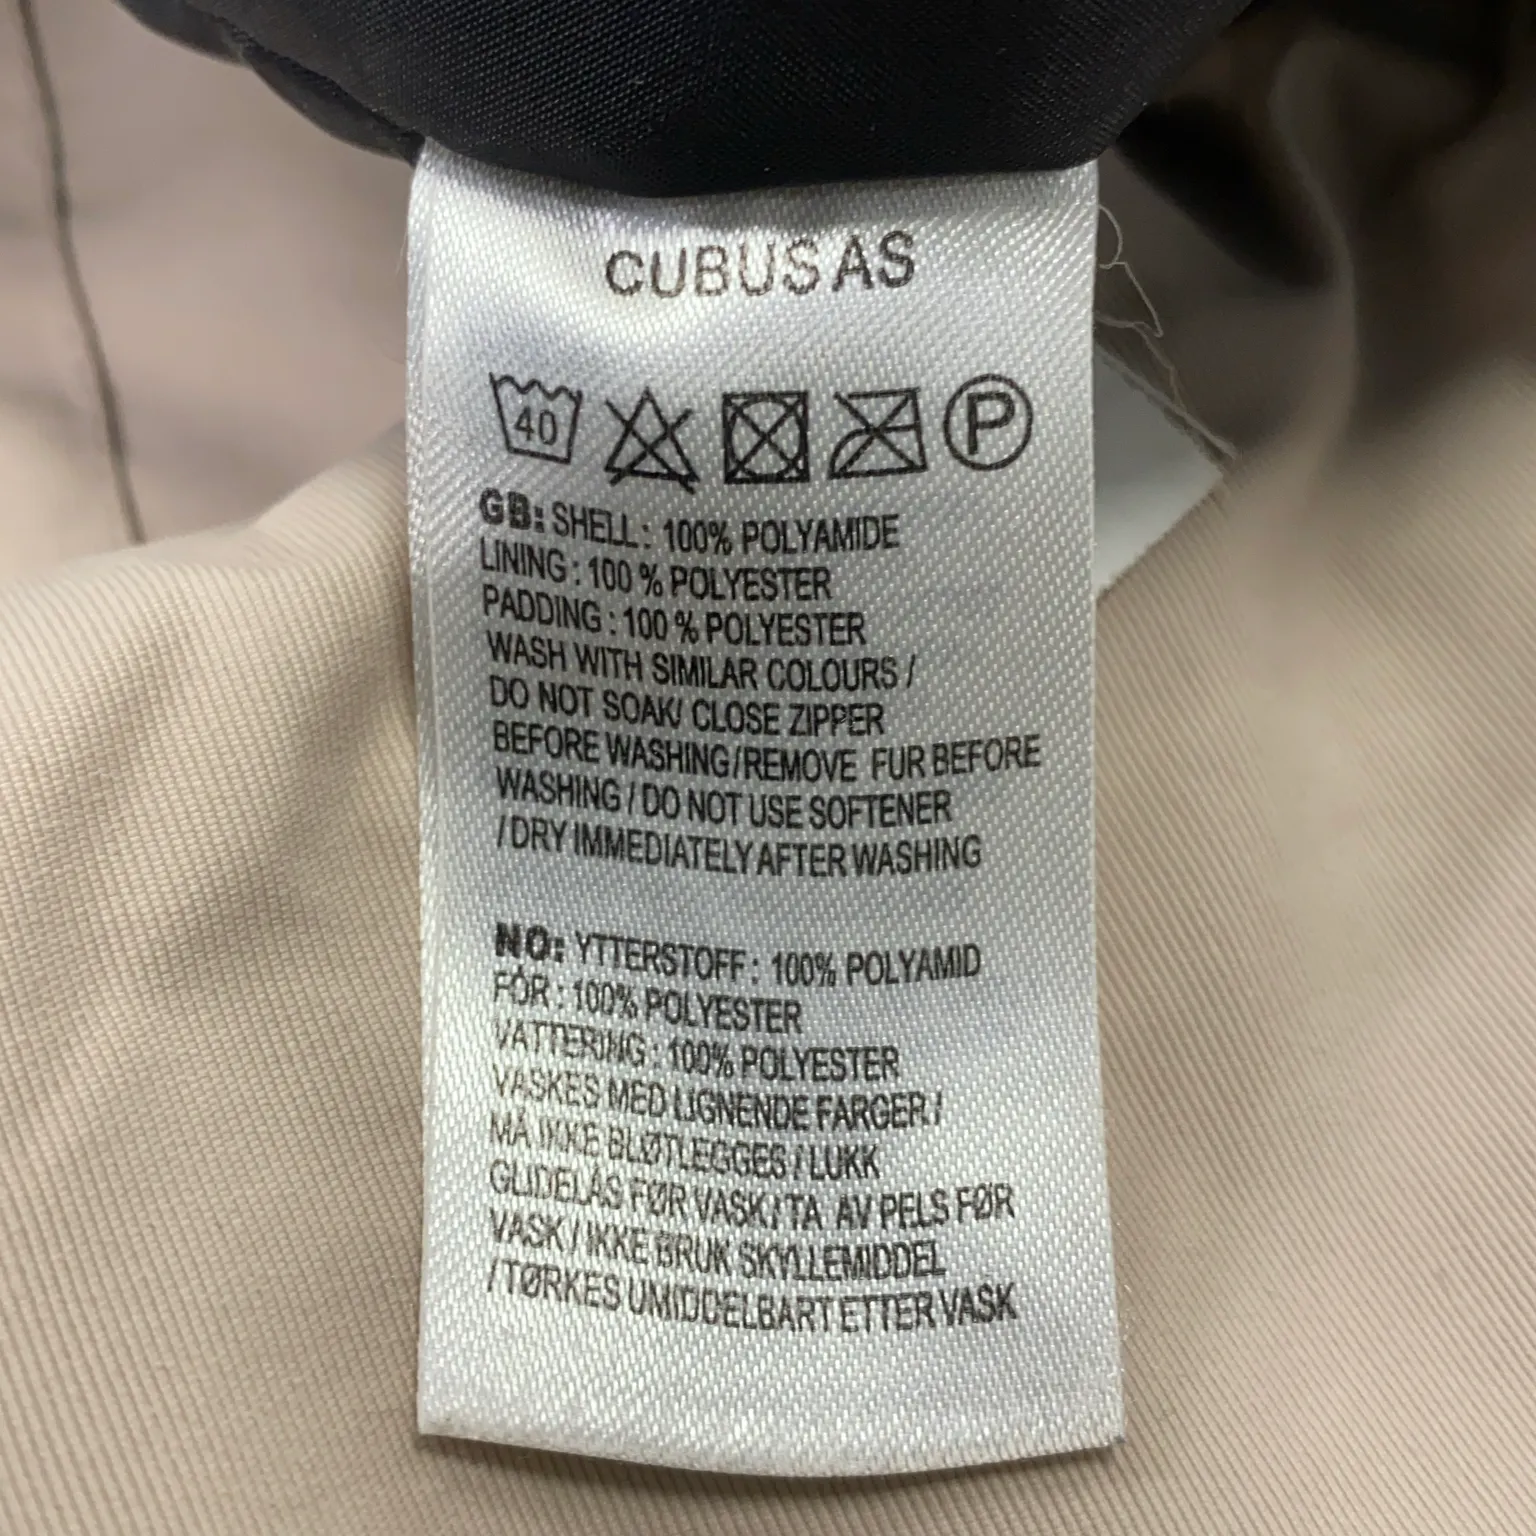 CUBUS AS
40 P
GB: SHELL: 100% POLYAMIDE
LINING: 100 % POLYESTER
PADDING: 100 % POLYESTER
WASH WITH SIMILAR COLOURS /
DO NOT SOAK/ CLOSE ZIPPER
BEFORE WASHING/REMOVE FUR BEFORE
WASHING / DO NOT USE SOFTENER
/ DRY IMMEDIATELY AFTER WASHING
NO: YTTERSTOFF: 100% POLYAMID
FÓR: 100% POLYESTER
VATTERING: 100% POLYESTER
VASKES MED LIGNENDE FARGER /
MÅ IKKE BLØTLEGGES / LUKK
GLIDELÅS FØR VASK / TA AV PELS FØR
VASK / IKKE BRUK SKYLLEMIDDEL
/ TØRKES UMIDDELBART ETTER VASK